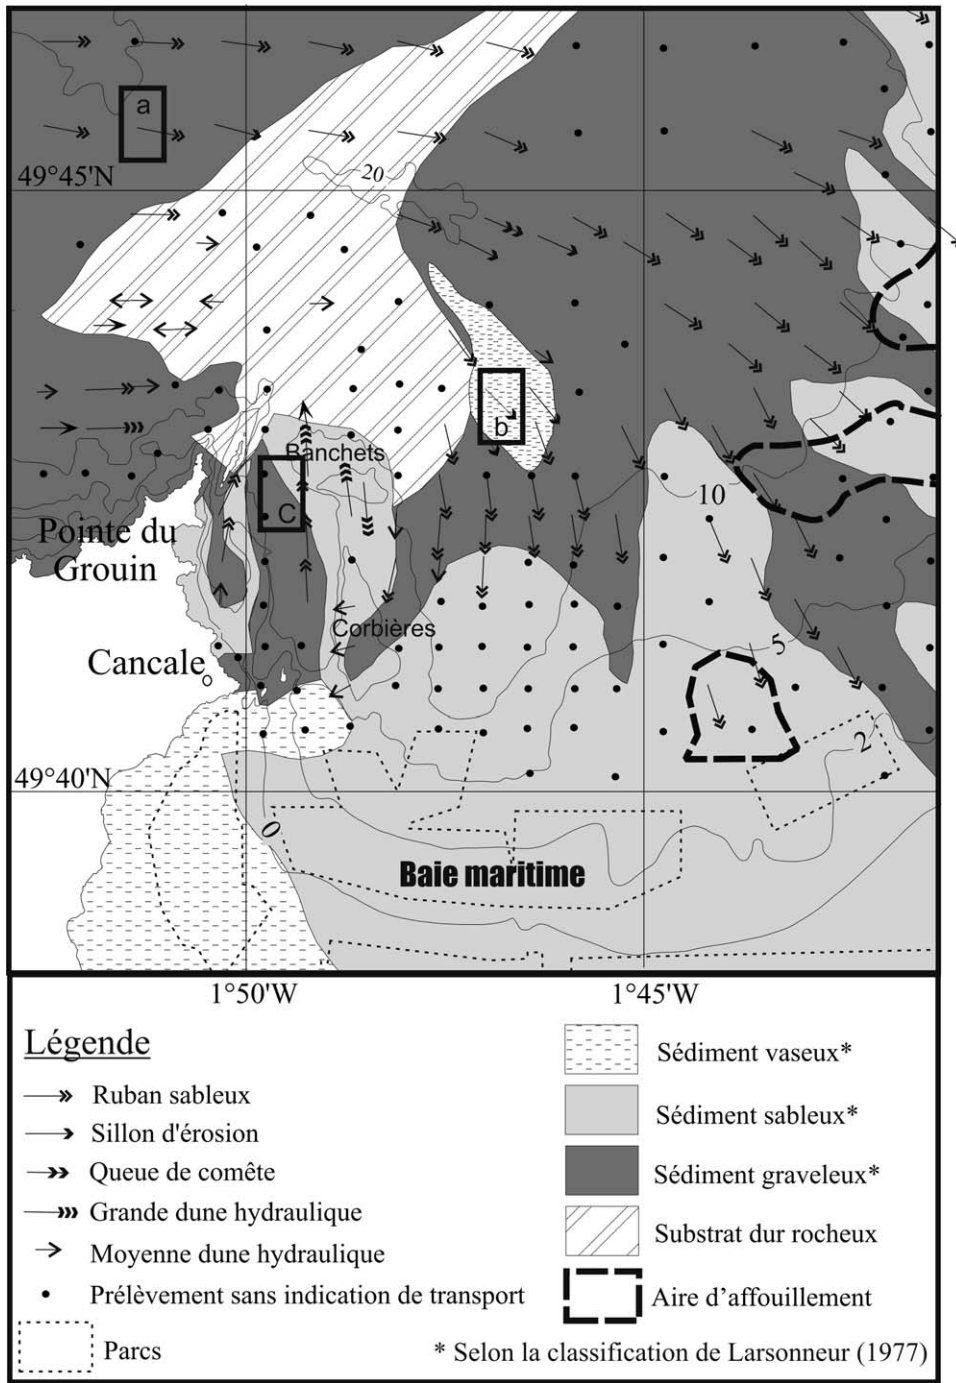 a
49°45'N
20
b
Banchets
10
C
Pointe du
Grouin
Corbières
5
Cancale
2
49°40'N
0
Baie maritime
1°50'W
1°45'W
Légende
Ruban sableux
Sillon d'érosion
Queue de comête
Grande dune hydraulique
Moyenne dune hydraulique
Prélèvement sans indication de transport
Parcs
Sédiment vaseux*
Sédiment sableux*
Sédiment graveleux*
Substrat dur rocheux
Aire d’affouillement
* Selon la classification de Larsonneur (1977)